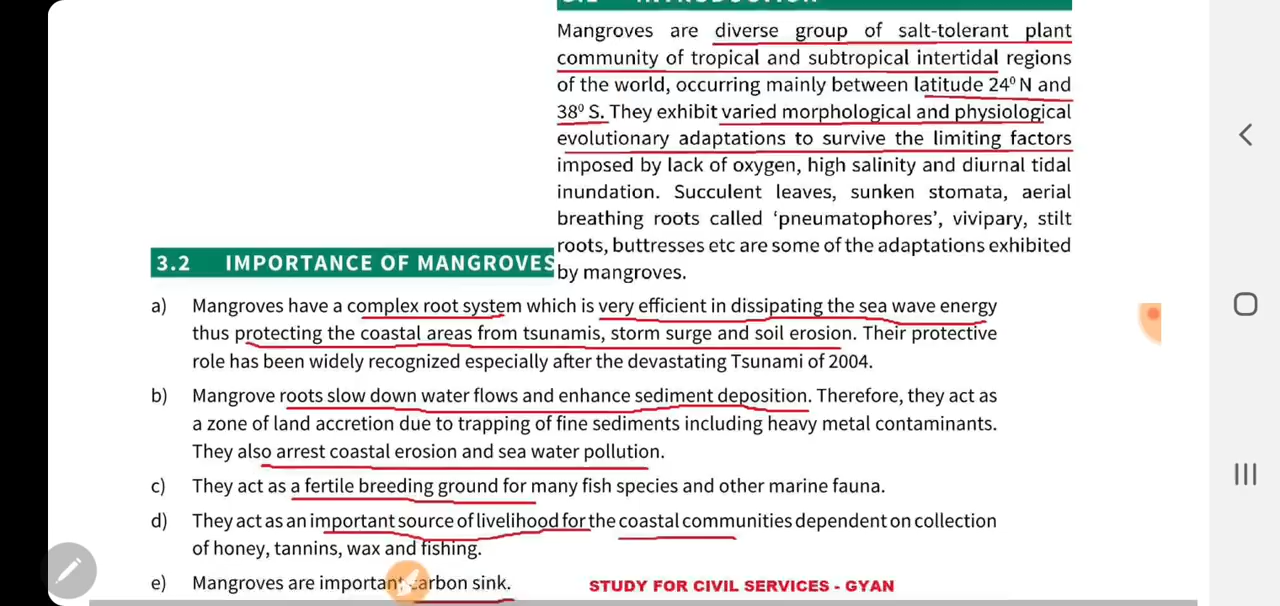 Mangroves are diverse group of salt-tolerant plant
community of tropical and subtropical intertidal regions
of the world, occurring mainly between latitude 24⁰ N and
38⁰ S. They exhibit varied morphological and physiological
evolutionary adaptations to survive the limiting factors
imposed by lack of oxygen, high salinity and diurnal tidal
inundation. Succulent leaves, sunken stomata, aerial
breathing roots called ‘pneumatophores’, vivipary, stilt
roots, buttresses etc are some of the adaptations exhibited
by mangroves.
3.2 IMPORTANCE OF MANGROVES
a) Mangroves have a complex root system which is very efficient in dissipating the sea wave energy
thus protecting the coastal areas from tsunamis, storm surge and soil erosion. Their protective
role has been widely recognized especially after the devastating Tsunami of 2004.
b) Mangrove roots slow down water flows and enhance sediment deposition. Therefore, they act as
a zone of land accretion due to trapping of fine sediments including heavy metal contaminants.
They also arrest coastal erosion and sea water pollution.
c) They act as a fertile breeding ground for many fish species and other marine fauna.
d) They act as an important source of livelihood for the coastal communities dependent on collection
of honey, tannins, wax and fishing.
e) Mangroves are important carbon sink.
STUDY FOR CIVIL SERVICES - GYAN